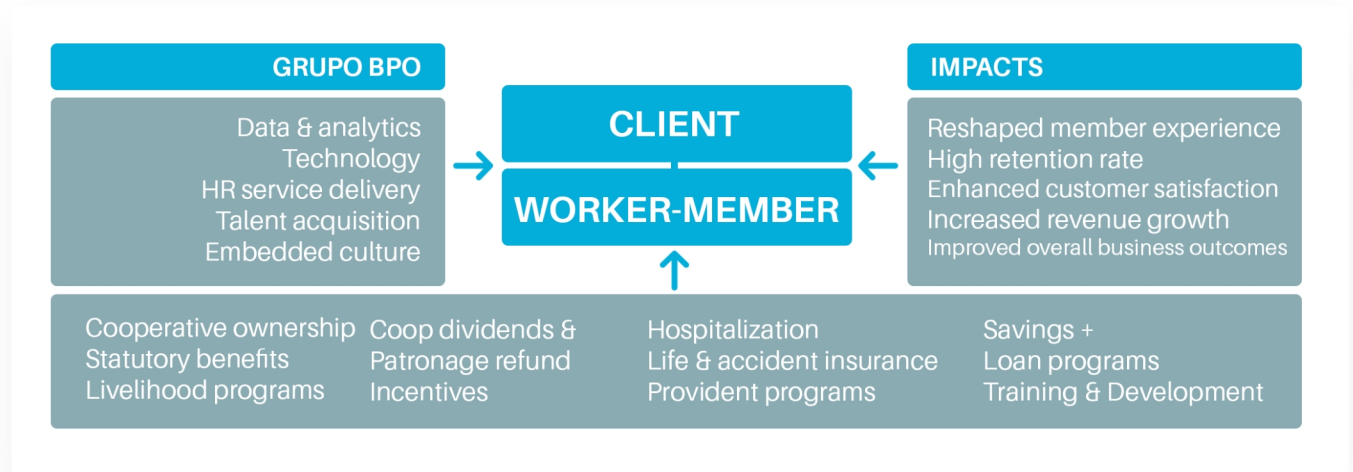 GRUPO BPO
Data & analytics
Technology
HR service delivery
Talent acquisition
Embedded culture
CLIENT
WORKER-MEMBER
IMPACTS
Reshaped member experience
High retention rate
Enhanced customer satisfaction
Increased revenue growth
Improved overall business outcomes
Cooperative ownership
Statutory benefits
Livelihood programs
Coop dividends &
Patronage refund
Incentives
Hospitalization
Life & accident insurance
Provident programs
Savings +
Loan programs
Training & Development